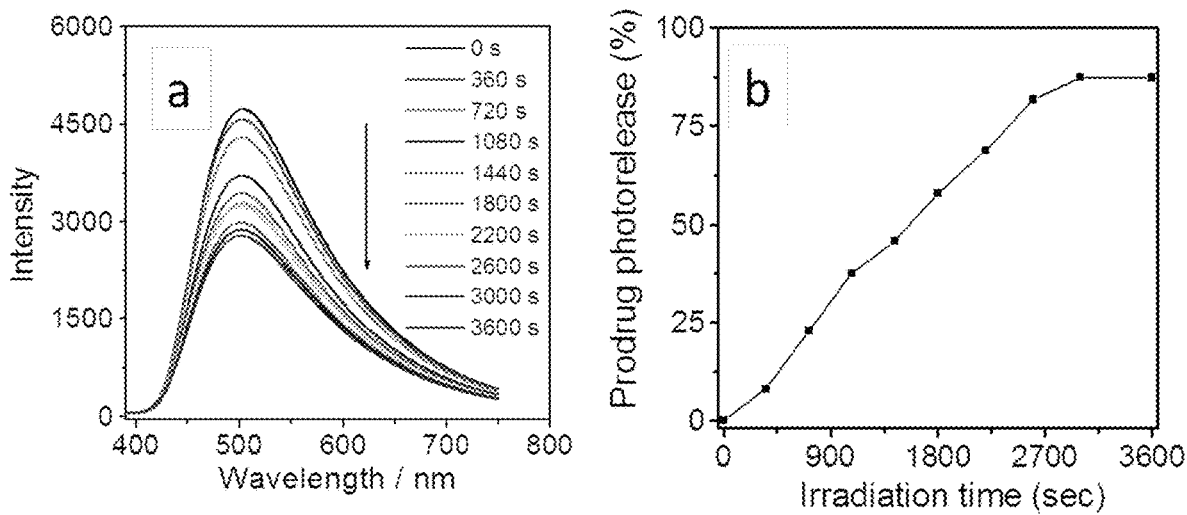 6000
4500
3000
1500
0
Intensity
a
0 s
360 s
720 s
1080 s
1440 s
1800 s
2200 s
2600 s
3000 s
3600 s
400 500 600 700 800
Wavelength / nm
100
75
50
25
0
Prodrug photorelease (%)
b
0 900 1800 2700 3600
Irradiation time (sec)